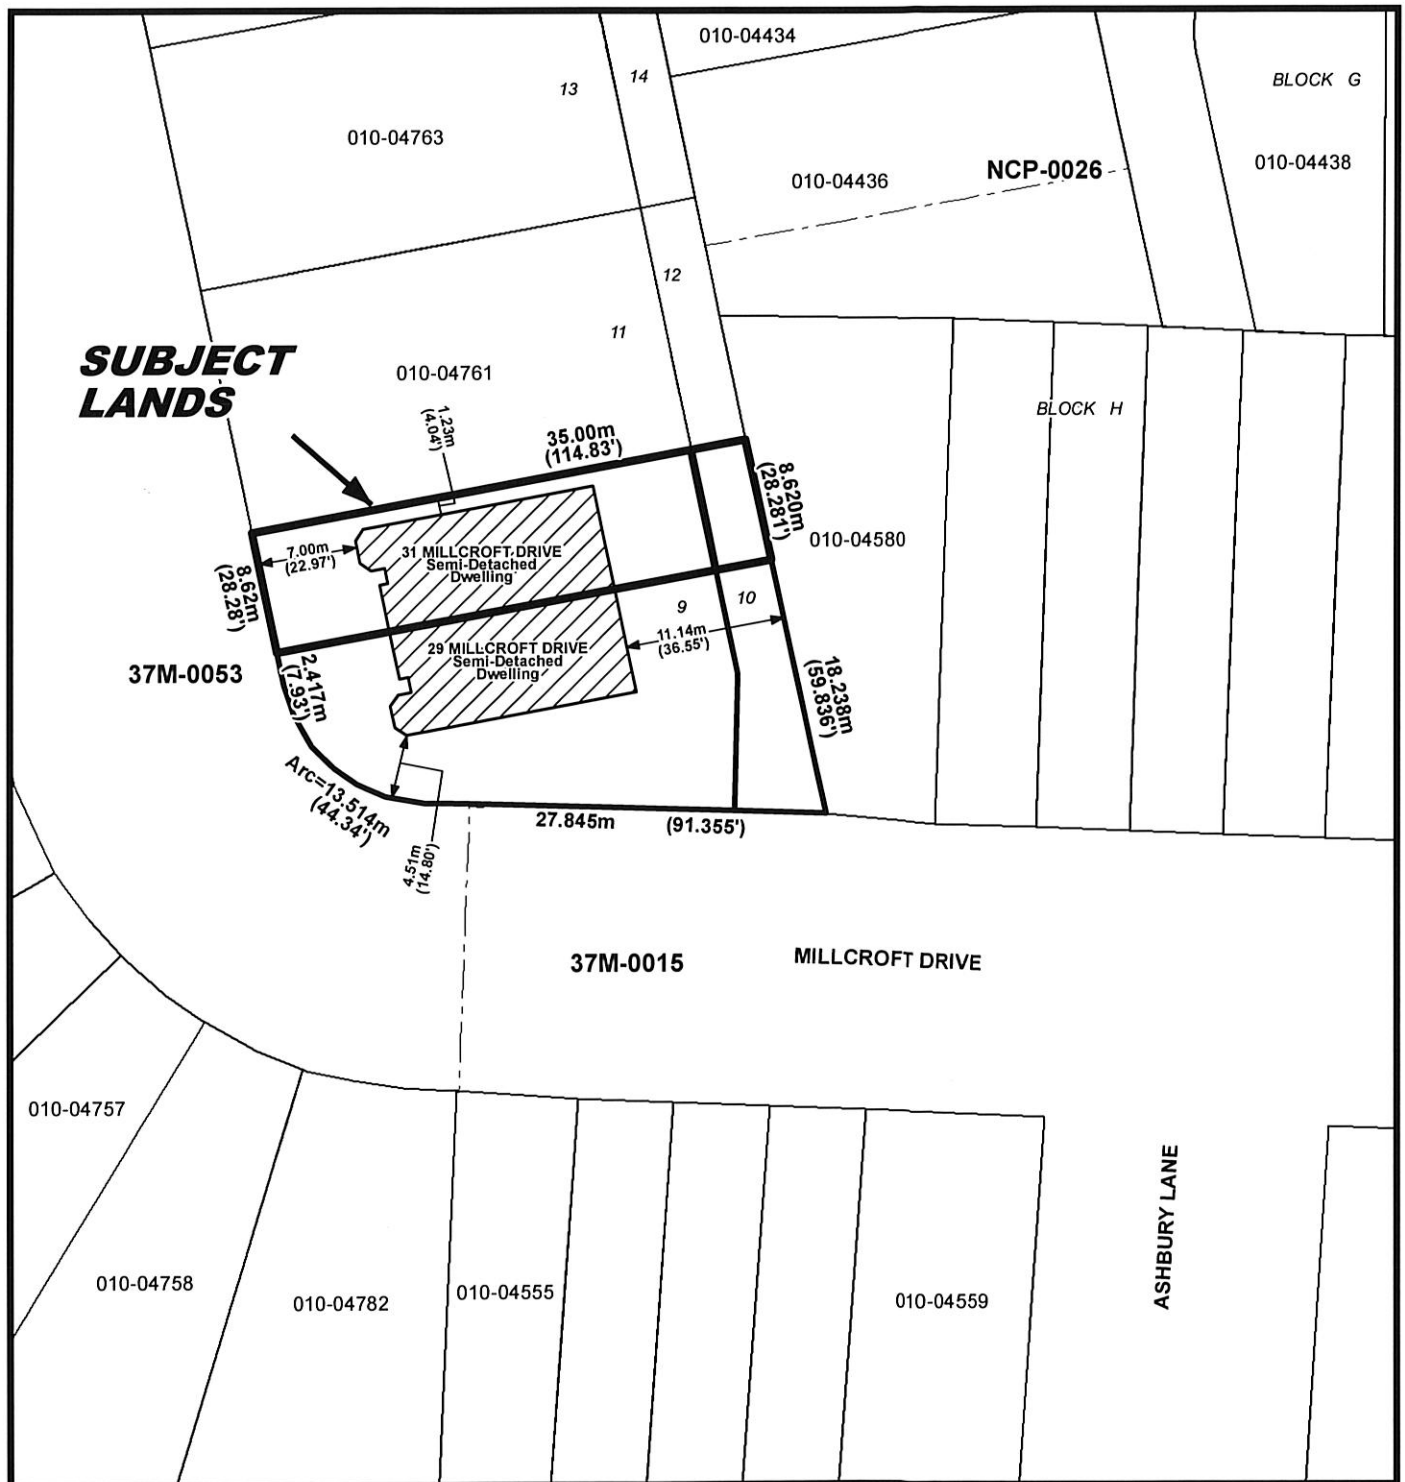 010-04434
14
13
BLOCK G
010-04763
010-04438
NCP-0026
010-04436
12
11
SUBJECT
LANDS
010-04761
1.23m
(4.04')
BLOCK H
35.00m
(114.83')
8.620m
(28.281')
010-04580
7.00m
(22.97')
31 MILLCROFT DRIVE
Semi-Detached
Dwelling
8.62m
(28.28')
9
10
11.14m
(36.55')
29 MILLCROFT DRIVE
Semi-Detached
Dwelling
37M-0053
2.417m
(7.93')
18.238m
(59.836')
Arc=13.514m
(44.34')
27.845m (91.355')
4.51m
(14.80')
37M-0015
MILLCROFT DRIVE
010-04757
ASHBURY LANE
010-04758
010-04782
010-04555
010-04559